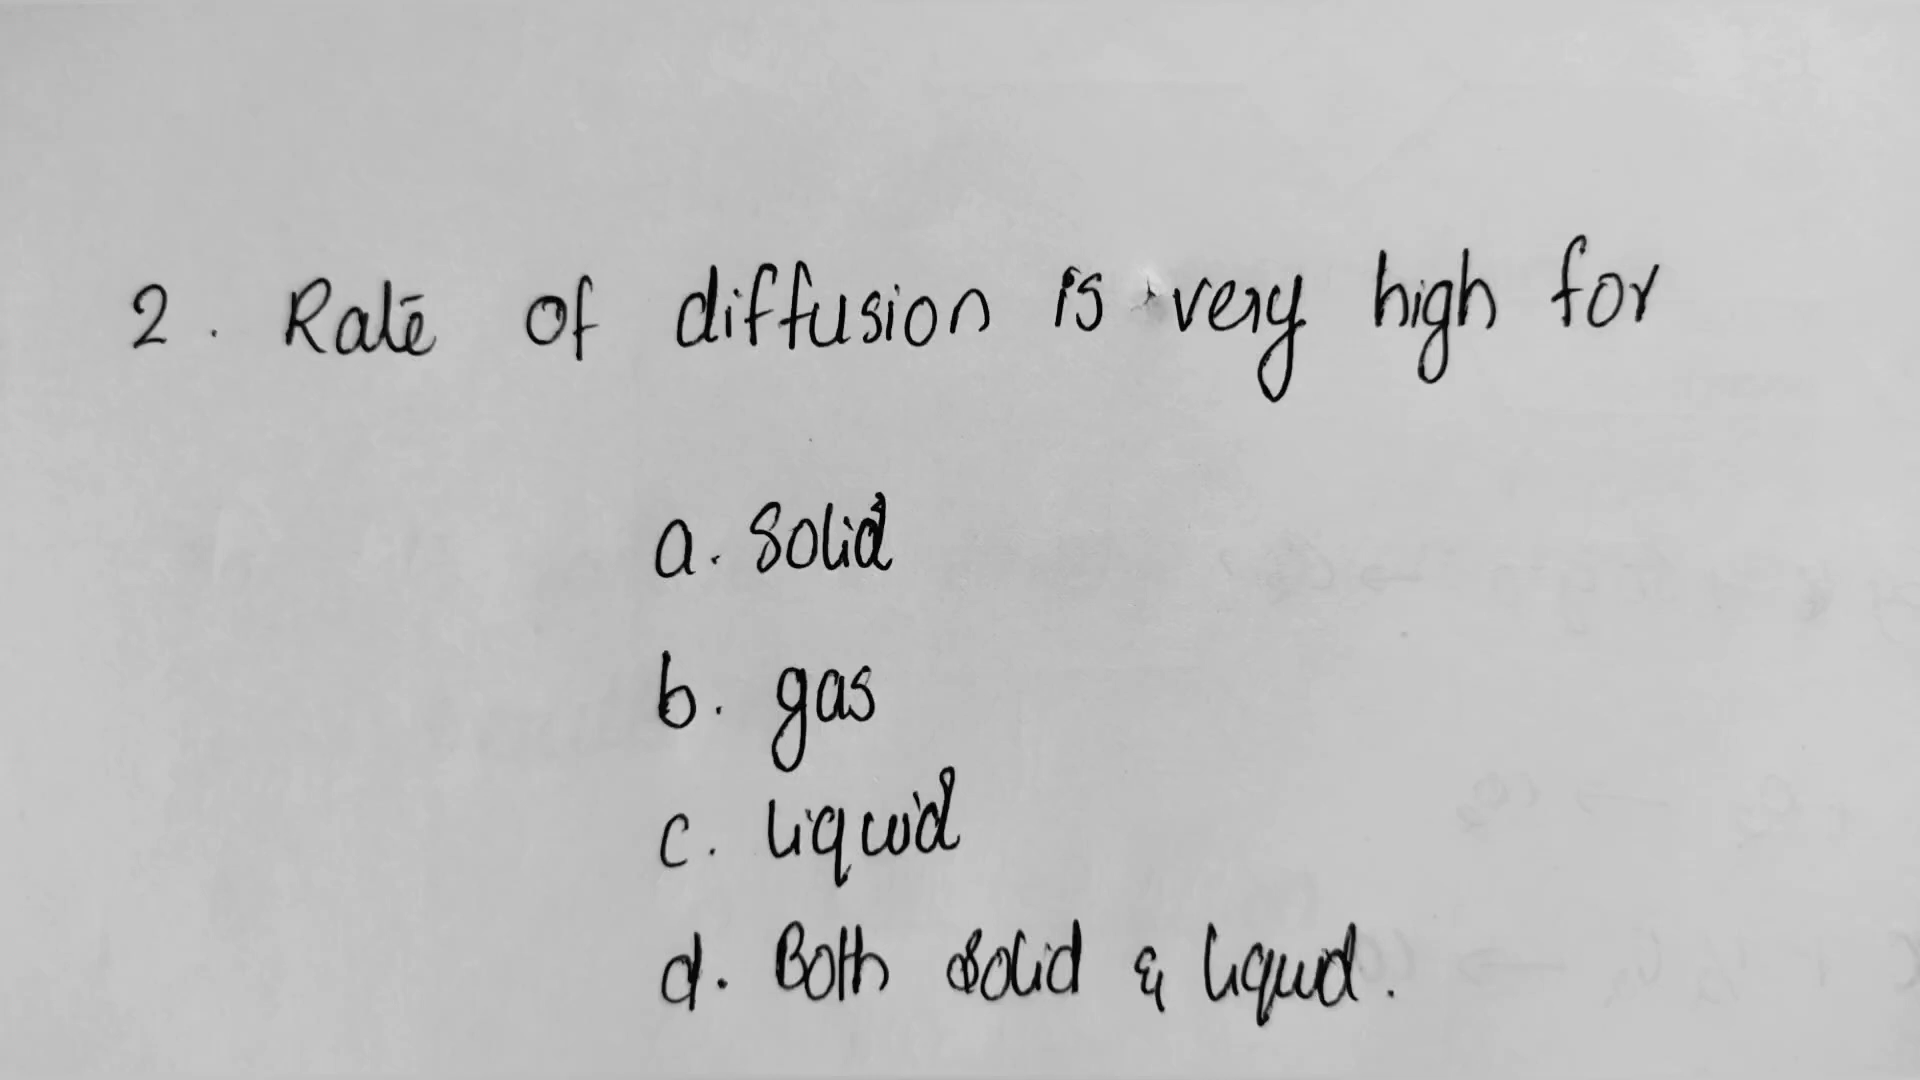 2. Rate of diffusion is very high for
a. Solid
b. gas
c. liquid
d. Both Solid & liquid.